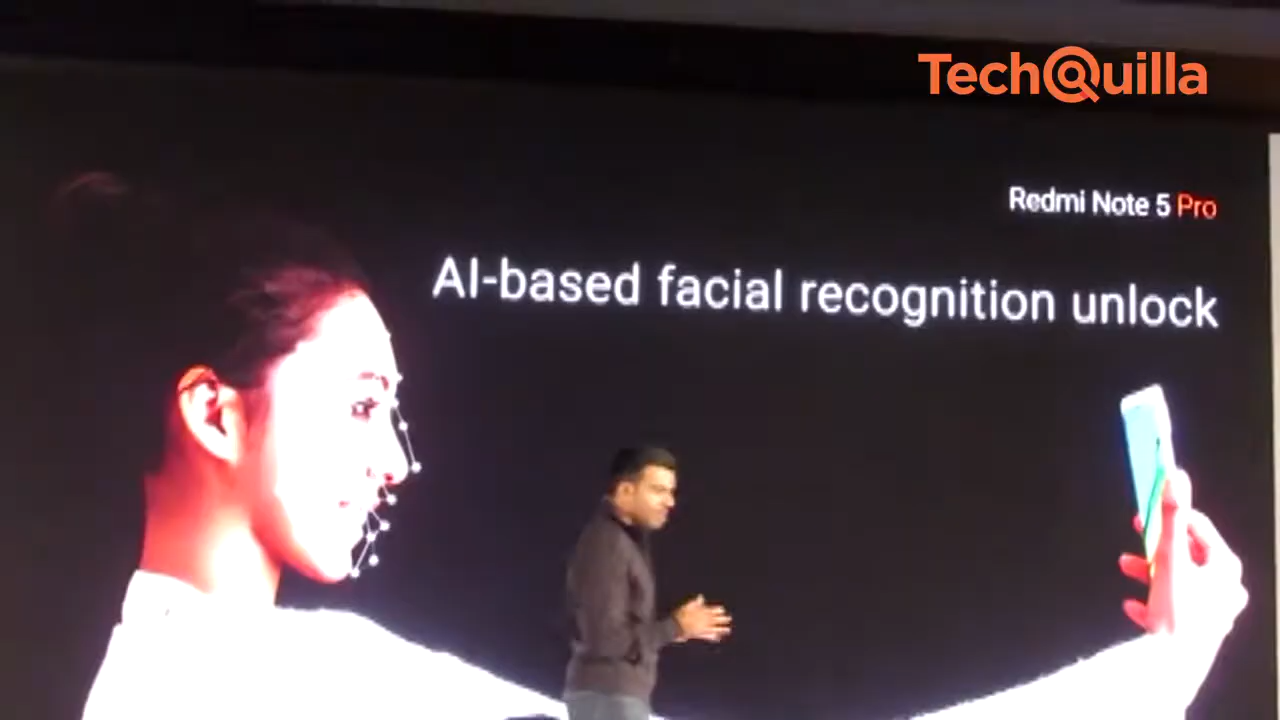 TechQuilla
Redmi Note 5 Pro
AI-based facial recognition unlock